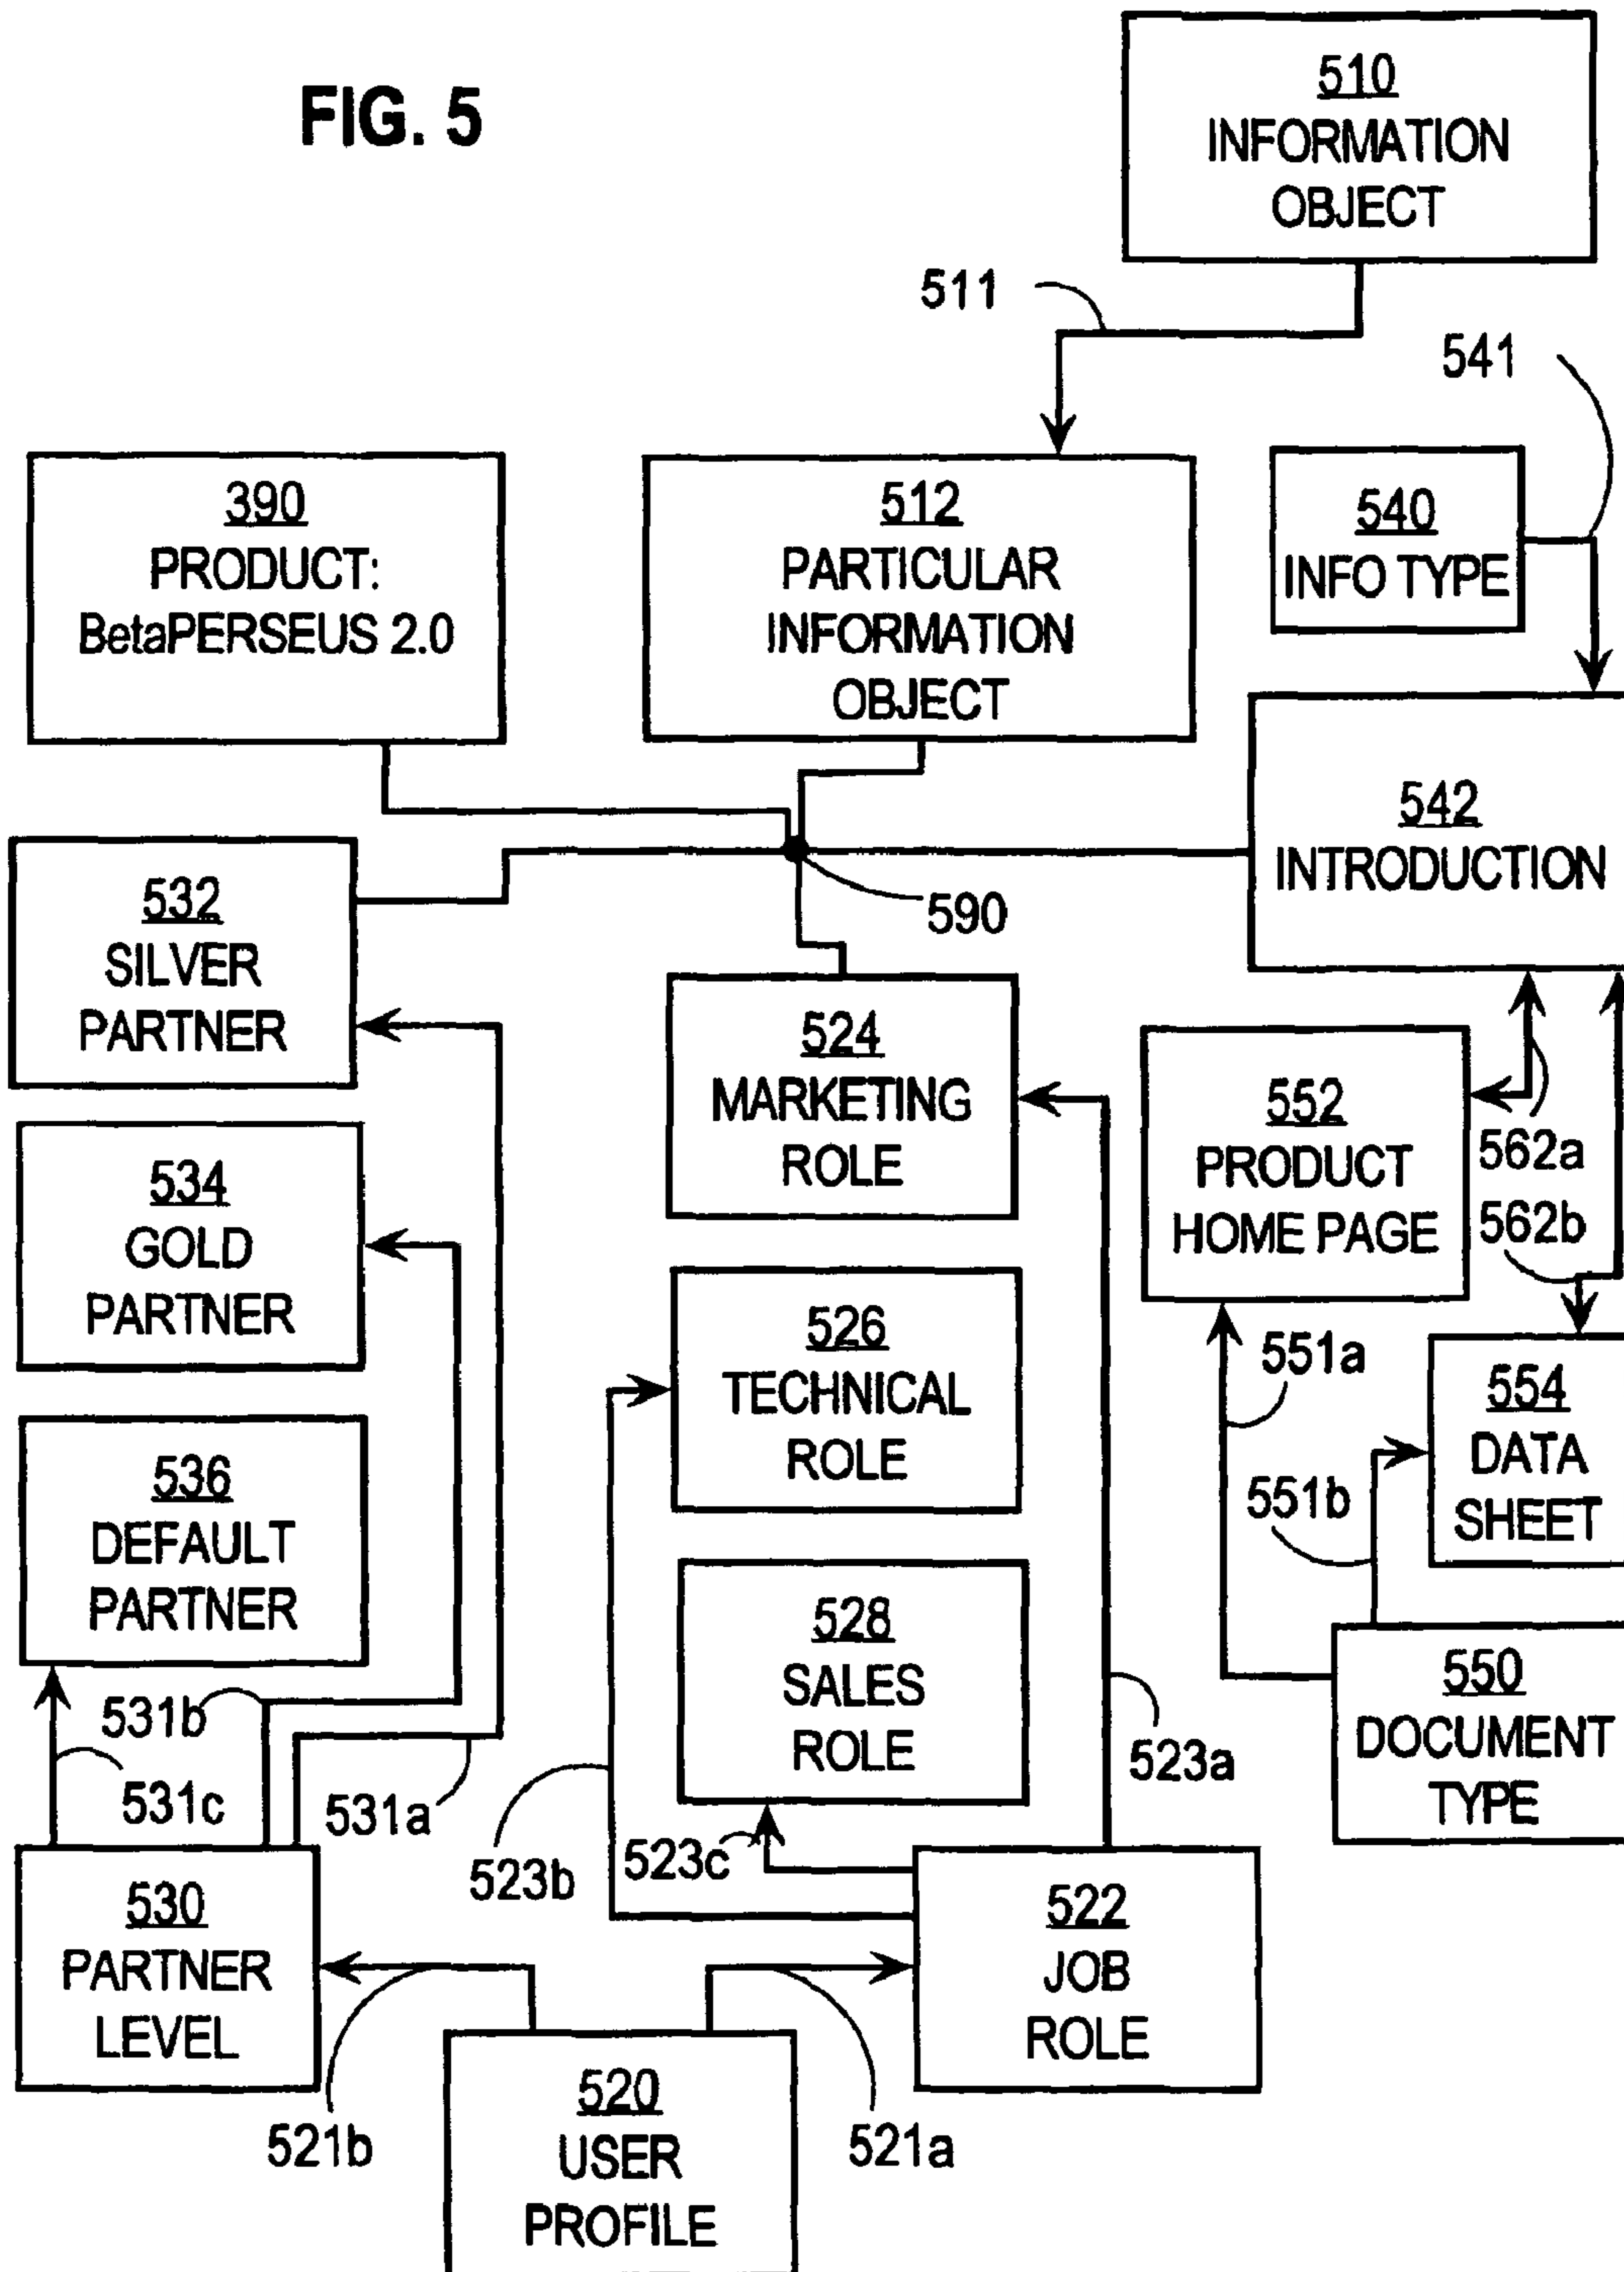 FIG. 5
510
INFORMATION
OBJECT
511
541
390
PRODUCT:
BetaPERSEUS 2.0
512
PARTICULAR
INFORMATION
OBJECT
540
INFO TYPE
542
INTRODUCTION
590
532
SILVER
PARTNER
524
MARKETING
ROLE
552
PRODUCT
HOME PAGE
562a
562b
534
GOLD
PARTNER
526
TECHNICAL
ROLE
551a
554
DATA
SHEET
551b
536
DEFAULT
PARTNER
528
SALES
ROLE
550
DOCUMENT
TYPE
531b
531c
531a
523b
523c
523a
530
PARTNER
LEVEL
522
JOB
ROLE
521b
520
USER
PROFILE
521a